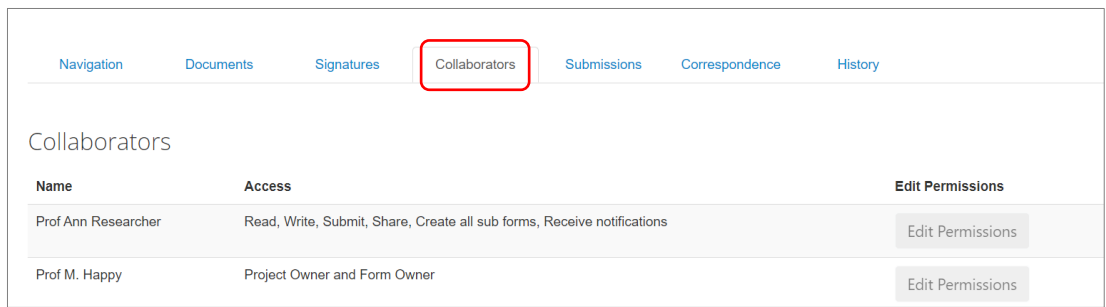 Navigation Documents Signatures Collaborators Submissions Correspondence History
Collaborators
Name Access Edit Permissions
Prof Ann Researcher Read, Write, Submit, Share, Create all sub forms, Receive notifications Edit Permissions
Prof M. Happy Project Owner and Form Owner Edit Permissions